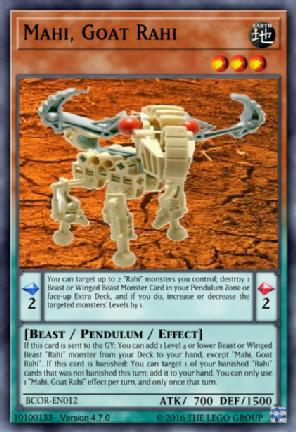 MAHI, GOAT RAHI
EARTH
地
You can target up to 2 "Rahi" monsters you control; destroy 1
Beast or Winged Beast Monster Card in your Pendulum Zone or
face-up Extra Deck, and if you do, increase or decrease the
targeted monsters' Levels by 1.
2
2
[BEAST / PENDULUM / EFFECT]
If this card is sent to the GY: You can add 1 Level 4 or lower Beast or Winged
Beast "Rahi" monster from your Deck to your hand, except "Mahi, Goat
Rahi". If this card is banished: You can target 1 of your banished "Rahi"
cards that was not banished this turn; add it to your hand. You can only use
1 "Mahi, Goat Rahi" effect per turn, and only once that turn.
BCOR-EN012
ATK/ 700 DEF/1500
10100133 Version 4.7.0
©2016 THE LEGO GROUP